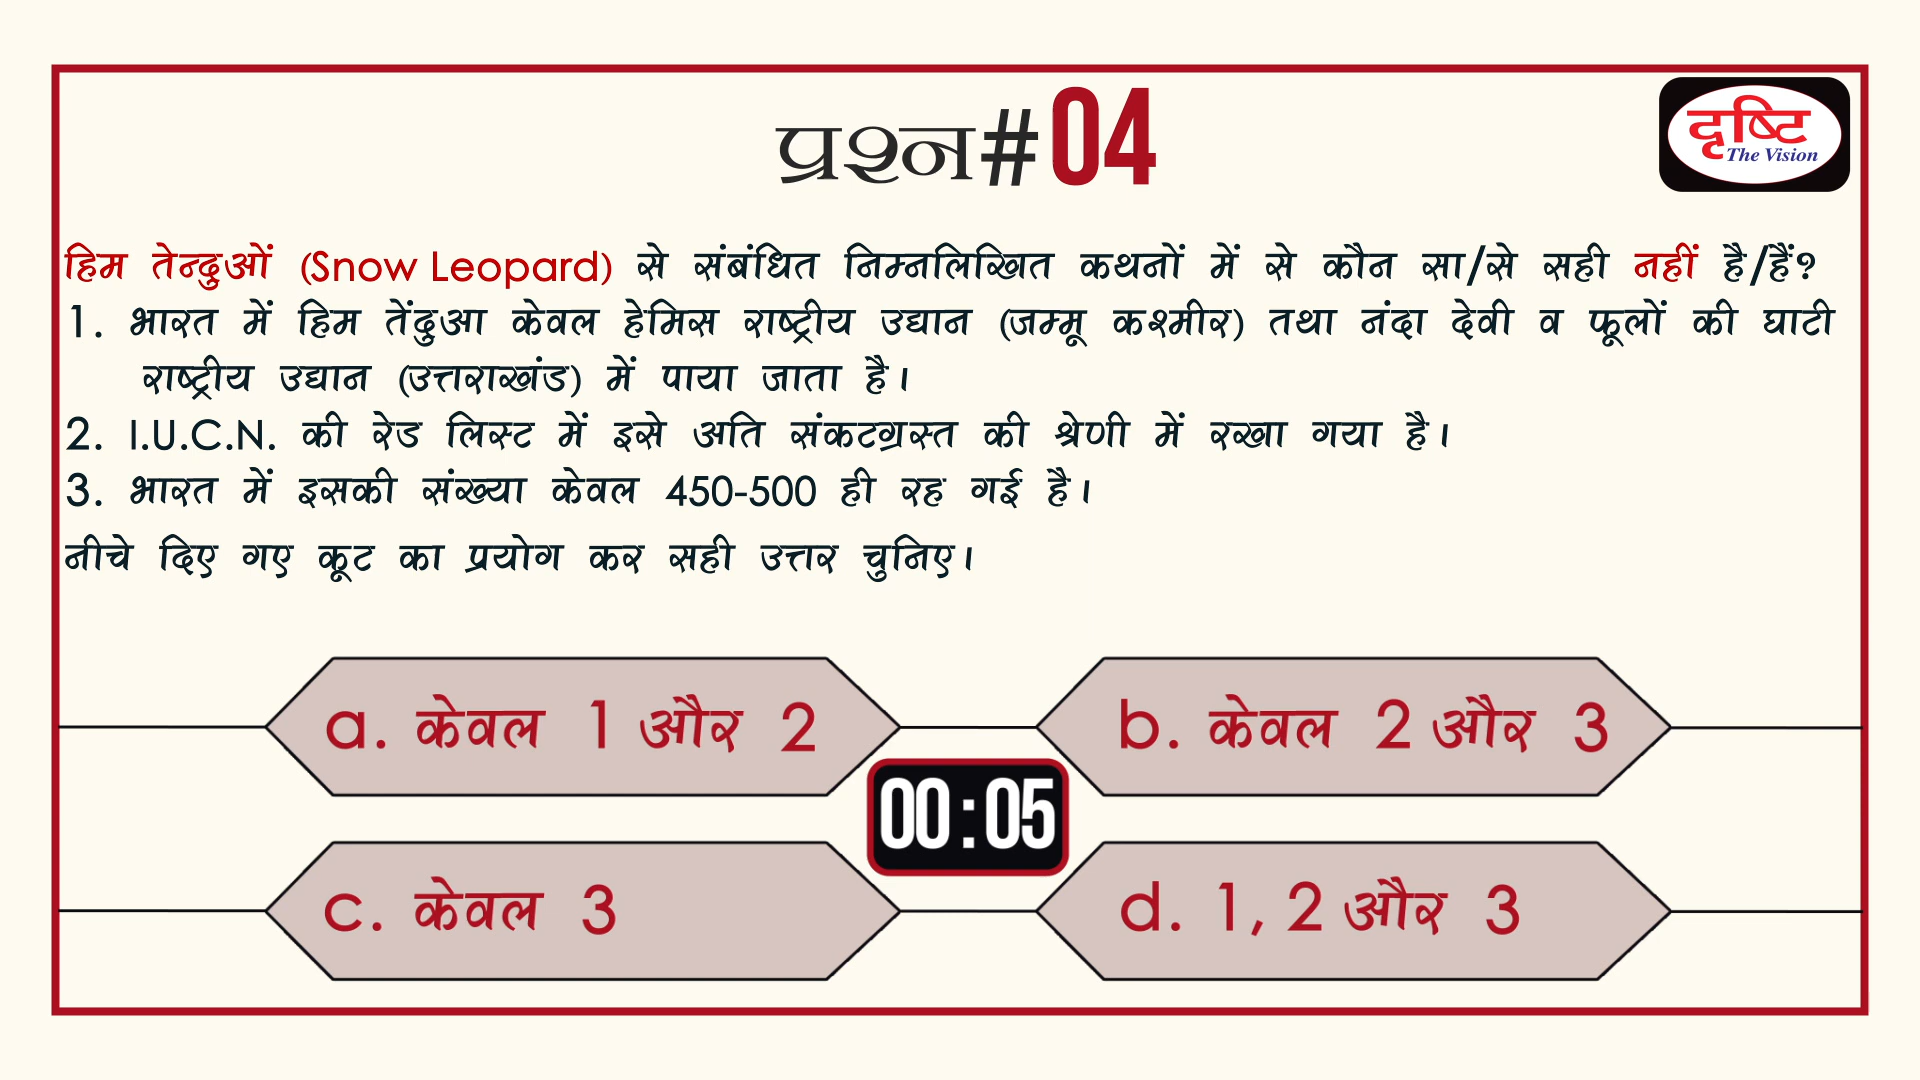 प्रश्न#04
दृष्टि
The Vision
हिम तेन्दुओं (Snow Leopard) से संबंधित निम्नलिखित कथनों में से कौन सा/से सही नहीं है/हैं?
1. भारत में हिम तेंदुआ केवल हेमिस राष्ट्रीय उद्यान (जम्मू कश्मीर) तथा नंदा देवी व फूलों की घाटी
राष्ट्रीय उद्यान (उत्तराखंड) में पाया जाता है।
2. I.U.C.N. की रेड लिस्ट में इसे अति संकटग्रस्त की श्रेणी में रखा गया है।
3. भारत में इसकी संख्या केवल 450-500 ही रह गई है।
नीचे दिए गए कूट का प्रयोग कर सही उत्तर चुनिए।
a. केवल 1 और 2
b. केवल 2 और 3
00:05
c. केवल 3
d. 1, 2 और 3